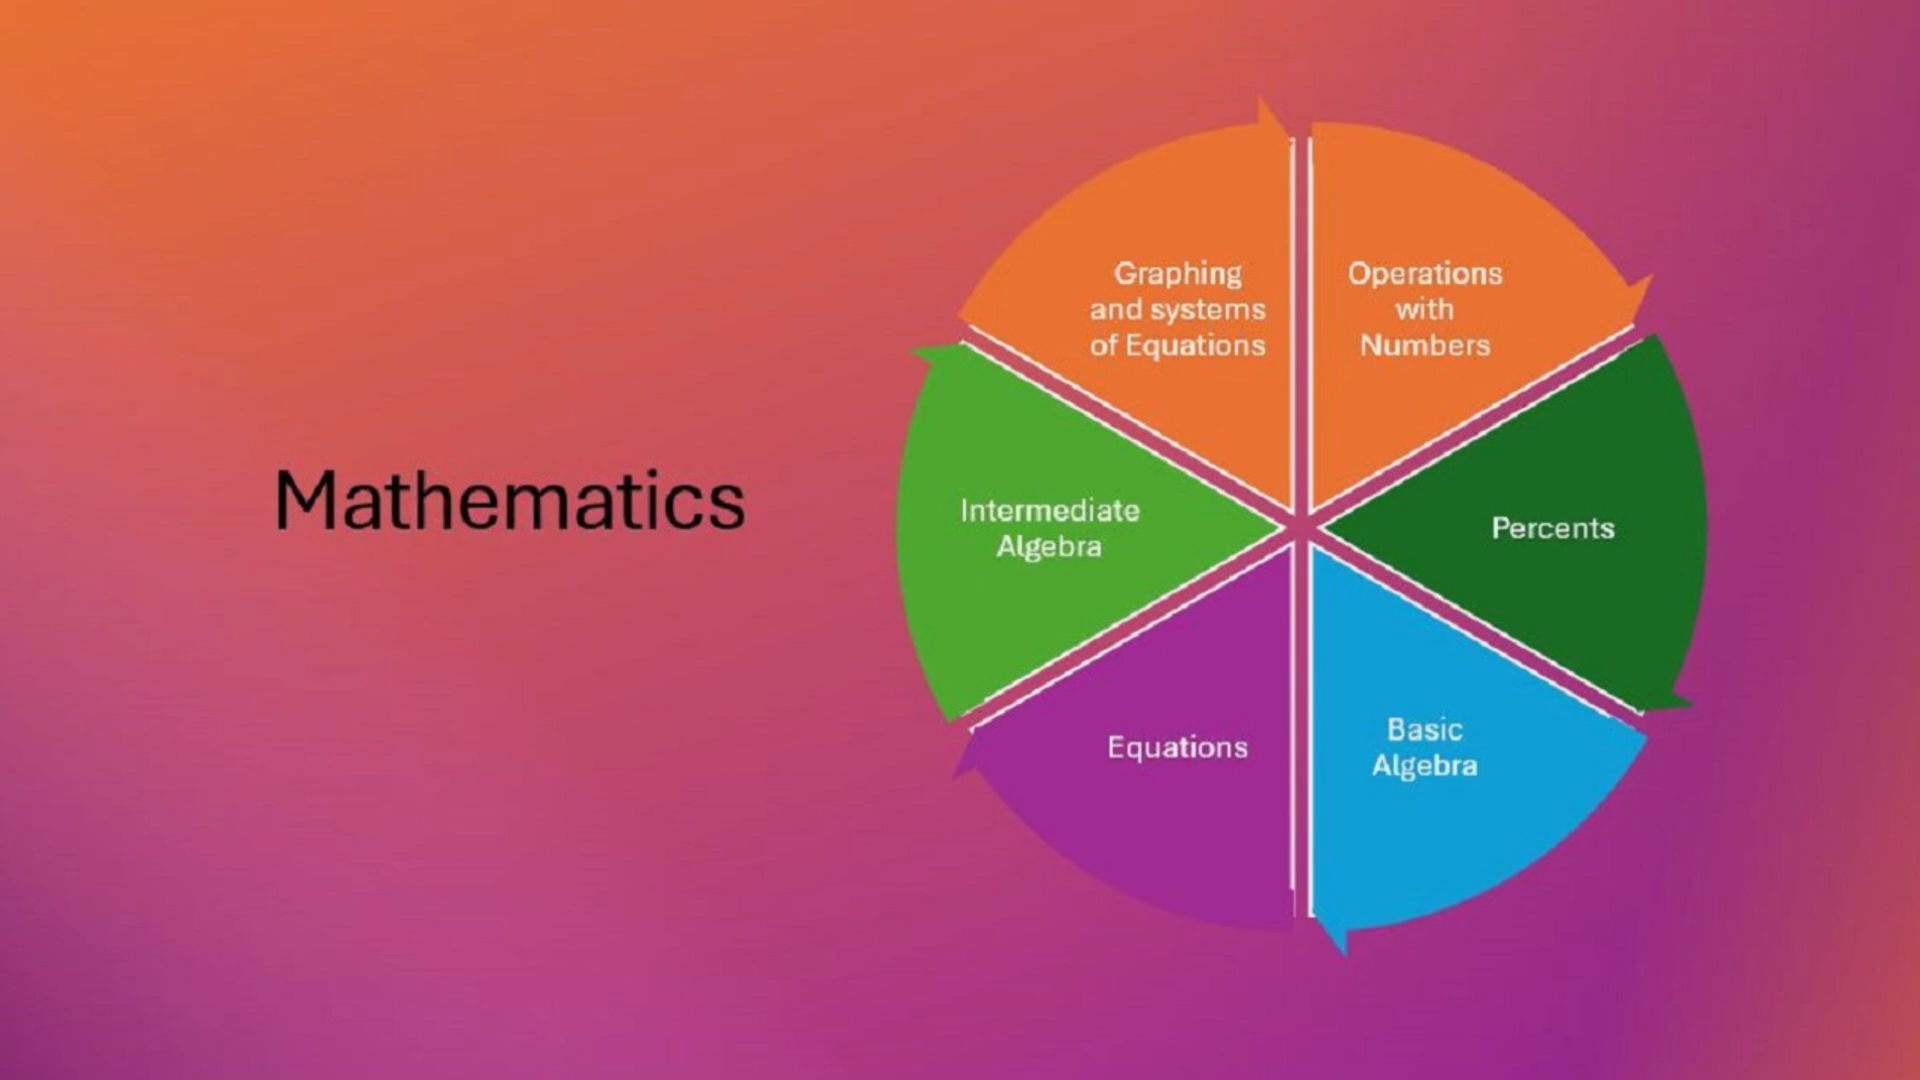 Mathematics
Graphing
and systems
of Equations
Operations
with
Numbers
Intermediate
Algebra
Percents
Equations
Basic
Algebra